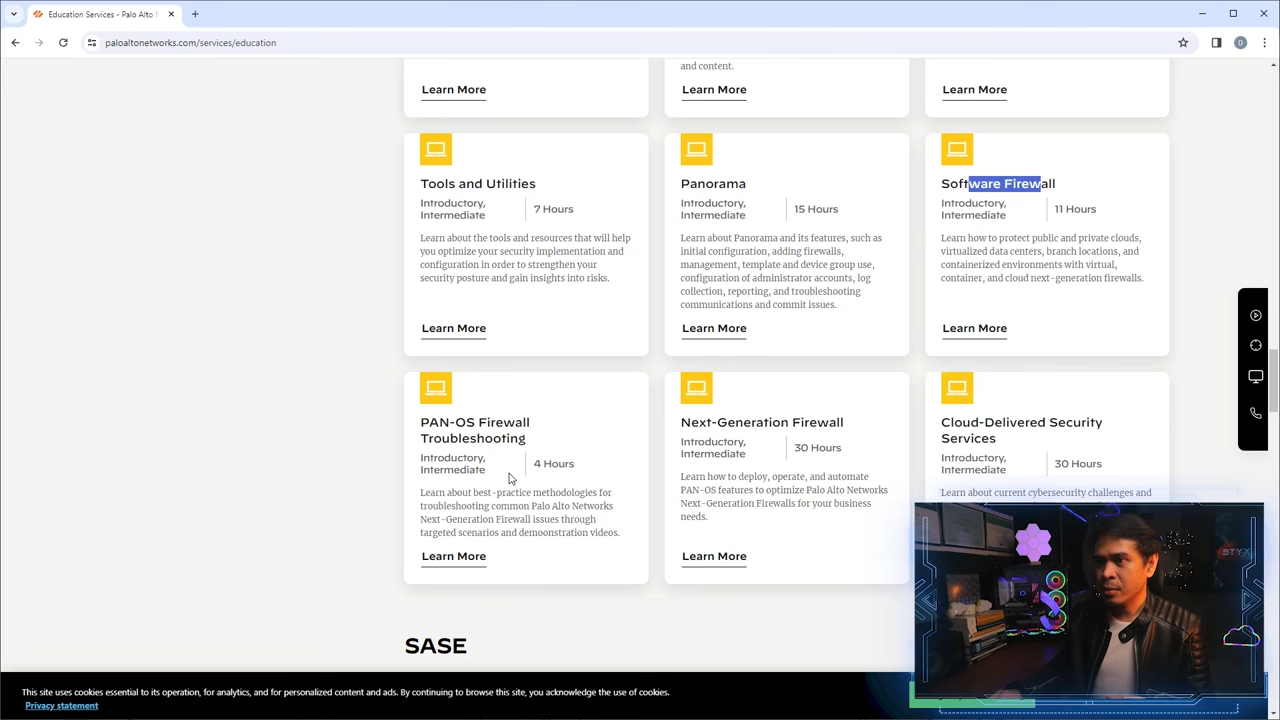 Education Services - Palo Alto N
paloaltonetworks.com/services/education
D
and content.
Learn More
Learn More
Learn More
Tools and Utilities
Introductory,
Intermediate
7 Hours
Learn about the tools and resources that will help
you optimize your security implementation and
configuration in order to strengthen your
security posture and gain insights into risks.
Learn More
Panorama
Introductory,
Intermediate
15 Hours
Learn about Panorama and its features, such as
initial configuration, adding firewalls,
management, template and device group use,
configuration of administrator accounts, log
collection, reporting, and troubleshooting
communications and commit issues.
Learn More
Software Firewall
Introductory,
Intermediate
11 Hours
Learn how to protect public and private clouds,
virtualized data centers, branch locations, and
containerized environments with virtual,
container, and cloud next-generation firewalls.
Learn More
PAN-OS Firewall
Troubleshooting
Introductory,
Intermediate
4 Hours
Learn about best-practice methodologies for
troubleshooting common Palo Alto Networks
Next-Generation Firewall issues through
targeted scenarios and demoonstration videos.
Learn More
Next-Generation Firewall
Introductory,
Intermediate
30 Hours
Learn how to deploy, operate, and automate
PAN-OS features to optimize Palo Alto Networks
Next-Generation Firewalls for your business
needs.
Learn More
Cloud-Delivered Security
Services
Introductory,
Intermediate
30 Hours
Learn about current cybersecurity challenges and
STYX
SASE
This site uses cookies essential to its operation, for analytics, and for personalized content and ads. By continuing to browse this site, you acknowledge the use of cookies.
Privacy statement